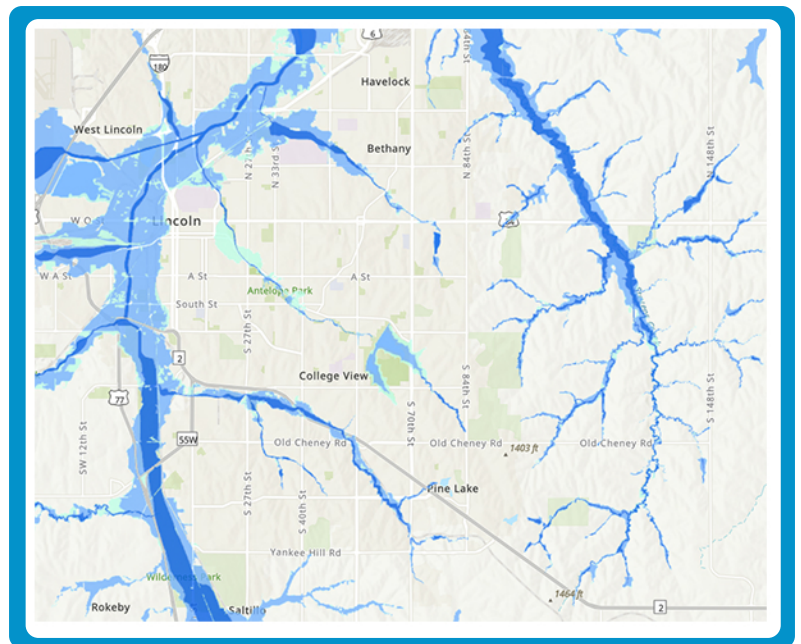 6
180
N 84th St
Havelock
West Lincoln
Bethany
N 27th St
N 33rd St
N 84th St
N 148th St
W O St
Lincoln
34
W A St
A St
A St
Antelope Park
South St
S 27th St
2
College View
S 84th St
S 148th St
77
S 70th St
55W
SW 12th St
Old Cheney Rd
Old Cheney Rd
1403 ft
Old Cheney Rd
S 27th St
S 40th St
Pine Lake
Yankee Hill Rd
Wilderness Park
Rokeby
Saltillo
1464 ft
2